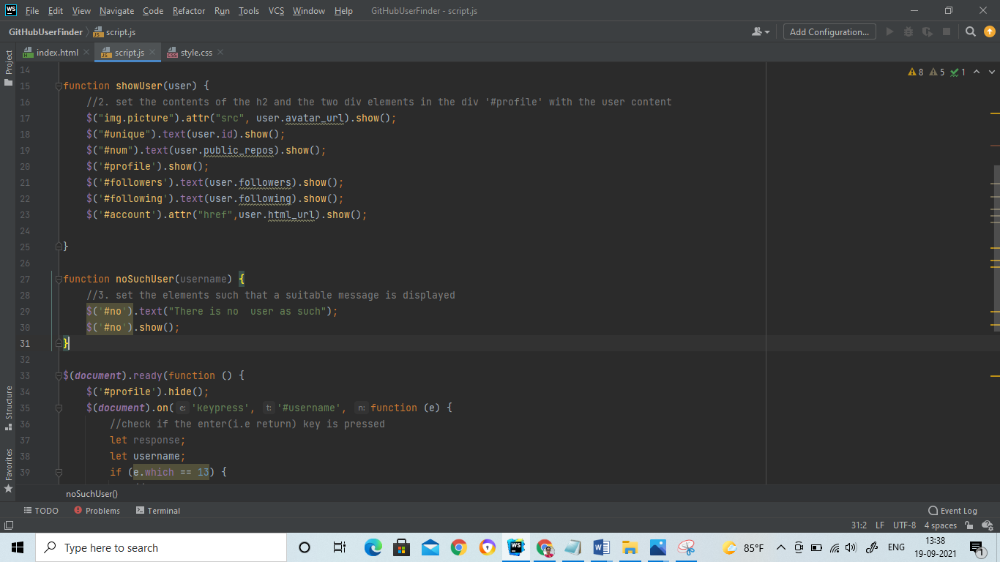 File Edit View Navigate Code Refactor Run Tools VCS Window Help GitHubUserFinder - script.js
GitHubUserFinder script.js Add Configuration...
index.html script.js style.css
Project
Structure
Favorites
8 5 1
14
15 function showUser(user) {
16 //2. set the contents of the h2 and the two div elements in the div '#profile' with the user content
17 $("img.picture").attr("src", user.avatar_url).show();
18 $("#unique").text(user.id).show();
19 $("#num").text(user.public_repos).show();
20 $('#profile').show();
21 $('#followers').text(user.followers).show();
22 $('#following').text(user.following).show();
23 $('#account').attr("href",user.html_url).show();
24
25 }
26
27 function noSuchUser(username) {
28 //3. set the elements such that a suitable message is displayed
29 $('#no').text("There is no  user as such");
30 $('#no').show();
31 }
32
33 $(document).ready(function () {
34 $('#profile').hide();
35 $(document).on( e: 'keypress', t: '#username', n: function (e) {
36 //check if the enter(i.e return) key is pressed
37 let response;
38 let username;
39 if (e.which == 13) {
noSuchUser()
TODO Problems Terminal Event Log
31:2 LF UTF-8 4 spaces
Type here to search 85°F ENG 13:38
19-09-2021 1